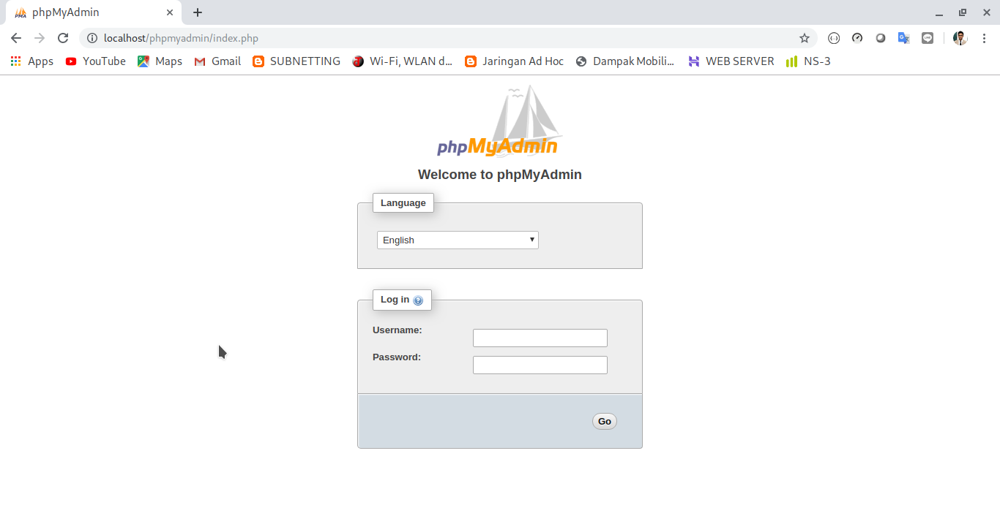 phpMyAdmin
localhost/phpmyadmin/index.php
Apps YouTube Maps Gmail SUBNETTING Wi-Fi, WLAN d... Jaringan Ad Hoc Dampak Mobili... WEB SERVER NS-3
phpMyAdmin
Welcome to phpMyAdmin
Language
English
Log in
Username:
Password:
Go